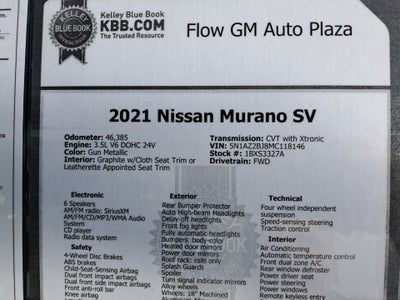 Kelley Blue Book
KBB.COM
The Trusted Resource
KELLEY
BLUE BOOK
Flow GM Auto Plaza
2021 Nissan Murano SV
Odometer: 46,385
Engine: 3.5L V6 DOHC 24V
Color: Gun Metallic
Interior: Graphite w/Cloth Seat Trim or
Leatherette Appointed Seat Trim
Transmission: CVT with Xtronic
VIN: 5N1AZ2BJ8MC118146
Stock #: 1BXS3327A
Drivetrain: FWD
Electronic
6 Speakers
AM/FM radio: SiriusXM
AM/FM/CD/MP3/WMA Audio
System
CD player
Radio data system
Safety
4-Wheel Disc Brakes
ABS brakes
Child-Seat-Sensing Airbag
Dual front impact airbags
Dual front side impact airbags
Front anti-roll bar
Knee airbag
Exterior
Rear Bumper Protector
Auto High-beam Headlights
Delay-off headlights
Front fog lights
Fully automatic headlights
Bumpers: body-color
Heated door mirrors
Power door mirrors
Roof rack: rails only
Splash Guards
Spoiler
Turn signal indicator mirrors
Alloy wheels
Wheels: 18" Machined
Technical
Four wheel independent
suspension
Speed-sensing steering
Traction control
Interior
Air Conditioning
Automatic temperature control
Front dual zone A/C
Rear window defroster
Power driver seat
Power steering
Power windows
Remote keyless entry